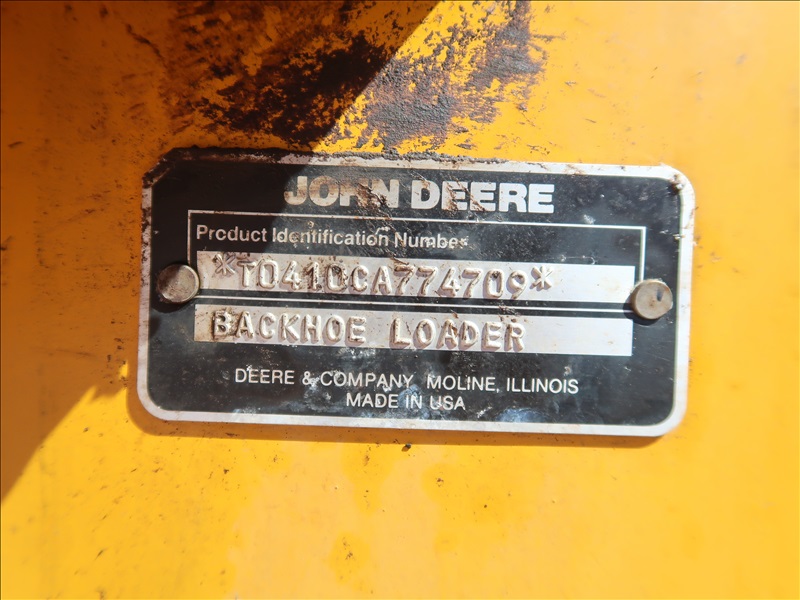 JOHN DEERE
Product Identification Number
*T0410CA774709*
BACKHOE LOADER
DEERE & COMPANY MOLINE, ILLINOIS
MADE IN USA